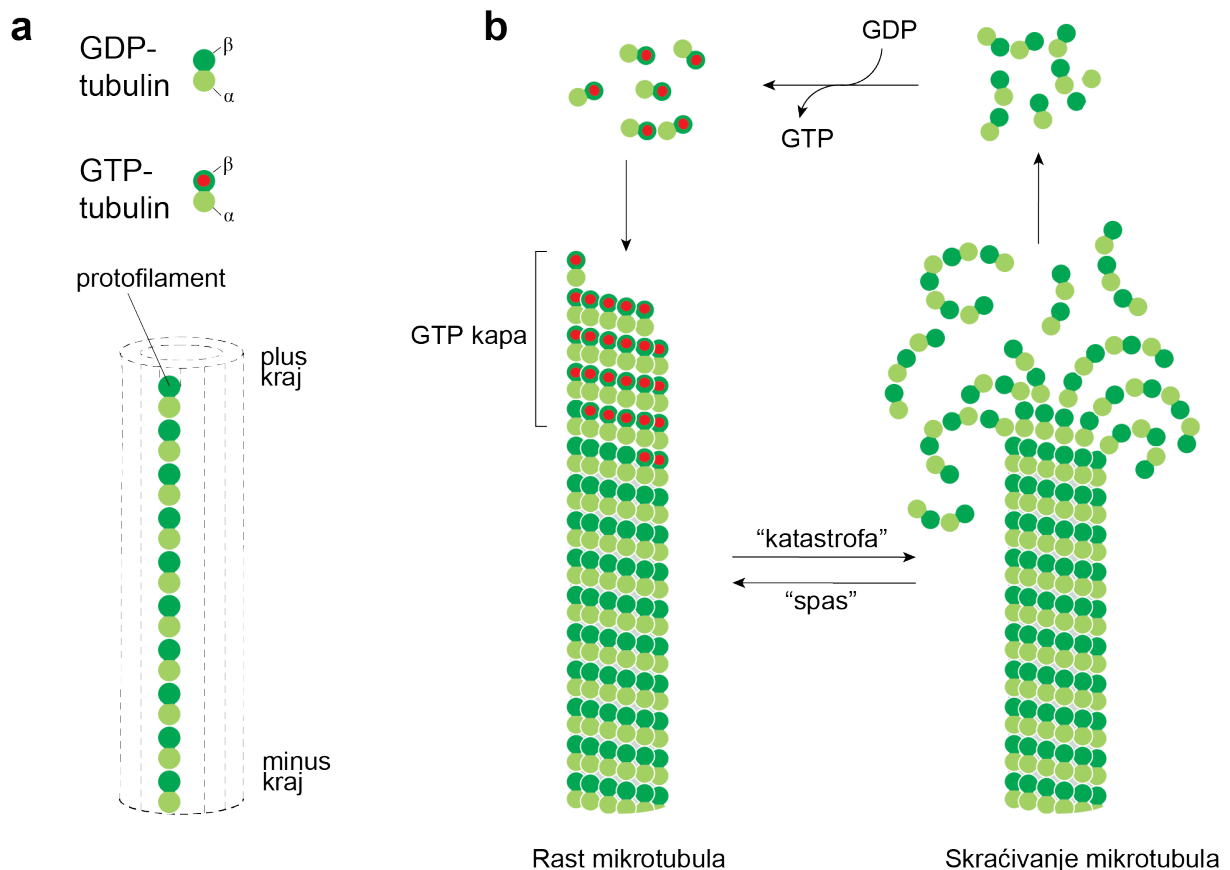 a
GDP-
tubulin
β
α
GTP-
tubulin
β
α
protofilament
plus
kraj
minus
kraj
b
GDP
GTP
GTP kapa
“katastrofa”
“spas”
Rast mikrotubula
Skraćivanje mikrotubula